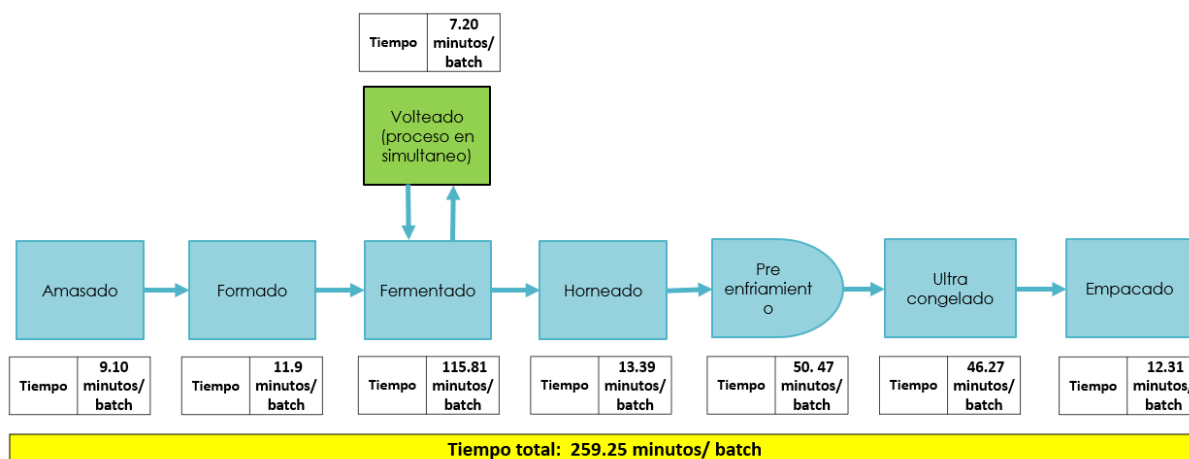 Tiempo
7.20
minutos/
batch
Volteado
(proceso en
simultaneo)
Amasado
Formado
Fermentado
Horneado
Pre
enfriamient
o
Ultra
congelado
Empacado
Tiempo
9.10
minutos/
batch
Tiempo
11.9
minutos/
batch
Tiempo
115.81
minutos/
batch
Tiempo
13.39
minutos/
batch
Tiempo
50. 47
minutos/
batch
Tiempo
46.27
minutos/
batch
Tiempo
12.31
minutos/
batch
Tiempo total: 259.25 minutos/ batch